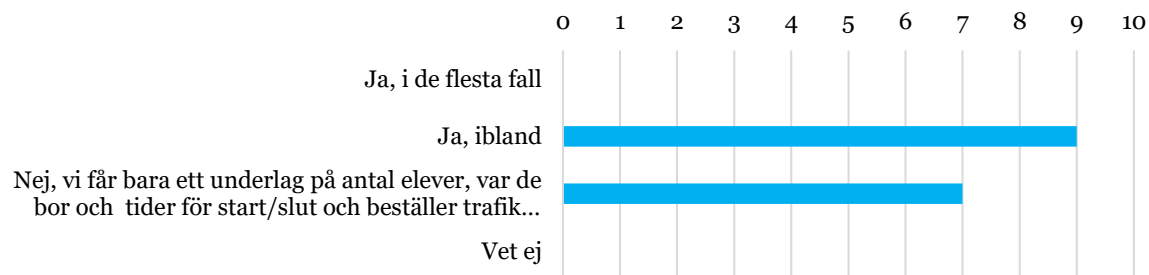 0 1 2 3 4 5 6 7 8 9 10
Ja, i de flesta fall
Ja, ibland
Nej, vi får bara ett underlag på antal elever, var de
bor och  tider för start/slut och beställer trafik...
Vet ej